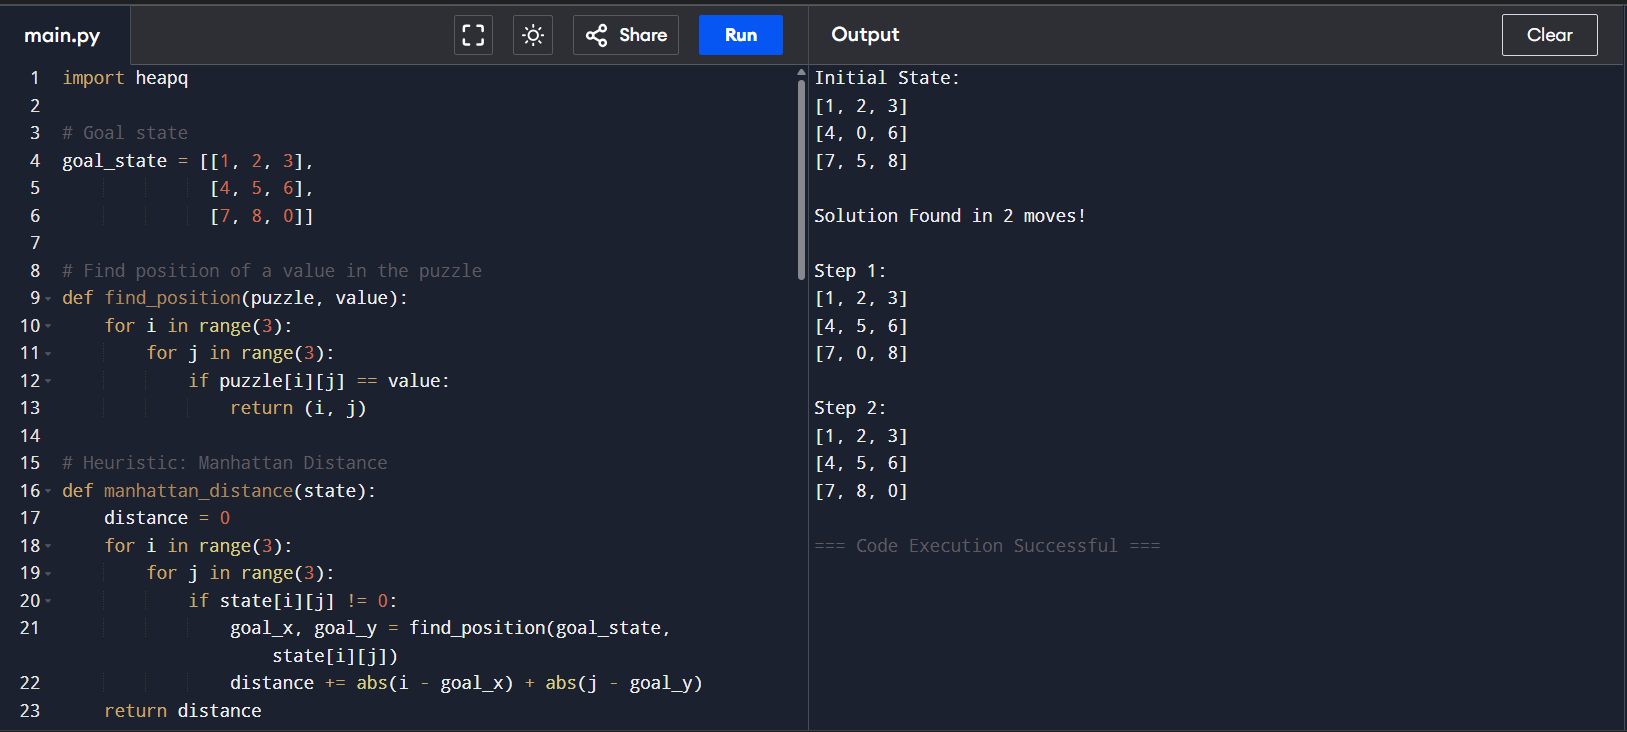 main.py
Share
Run
Output
Clear
1 import heapq
2
3 # Goal state
4 goal_state = [[1, 2, 3],
5 [4, 5, 6],
6 [7, 8, 0]]
7
8 # Find position of a value in the puzzle
9 def find_position(puzzle, value):
10 for i in range(3):
11 for j in range(3):
12 if puzzle[i][j] == value:
13 return (i, j)
14
15 # Heuristic: Manhattan Distance
16 def manhattan_distance(state):
17 distance = 0
18 for i in range(3):
19 for j in range(3):
20 if state[i][j] != 0:
21 goal_x, goal_y = find_position(goal_state,
state[i][j])
22 distance += abs(i - goal_x) + abs(j - goal_y)
23 return distance
Initial State:
[1, 2, 3]
[4, 0, 6]
[7, 5, 8]
Solution Found in 2 moves!
Step 1:
[1, 2, 3]
[4, 5, 6]
[7, 0, 8]
Step 2:
[1, 2, 3]
[4, 5, 6]
[7, 8, 0]
=== Code Execution Successful ===